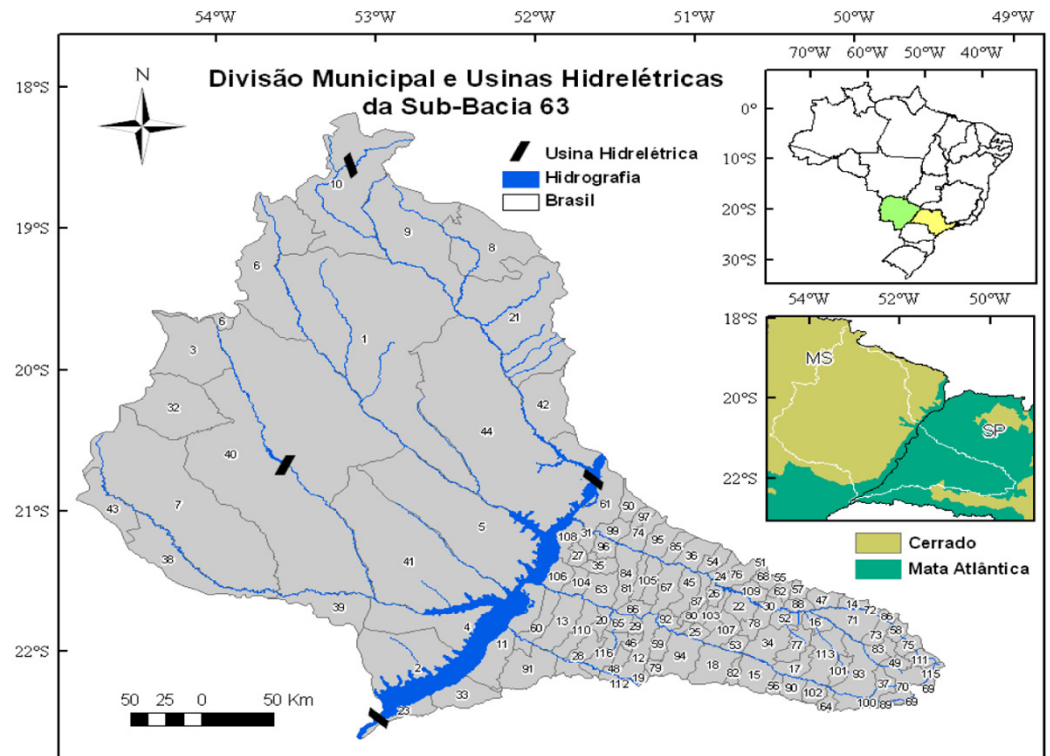 54°W 53°W 52°W 51°W 50°W 49°W
18°S
19°S
20°S
21°S
22°S
N
Divisão Municipal e Usinas Hidrelétricas
da Sub-Bacia 63
Usina Hidrelétrica
Hidrografia
Brasil
70°W 60°W 50°W 40°W
0°
10°S
20°S
30°S
54°W 52°W 50°W
18°S
20°S
22°S
MS
SP
Cerrado
Mata Atlântica
10
9
8
6
21
6
1
3
32
42
44
40
7
5
43
38
41
39
4
2
23
33
11
91
60
13
110
28
61 50
97
108 31 99 74 95 85 36 54 51
27 96
35
106 104 84 105 67 45 24 76 68 55
63 81 26 109 62 57
87 22 30 88 47 14 72 86
20 65 66 29 92 80 103 78 52 16 71 58
25 107
116 46 59 53 34 77 113 73 83 75
12 94 18 82 15 17 101 93 49 111
48 79 115
112 19 56 90 102 37 70 69
64 100 89 69
50 25 0 50 Km